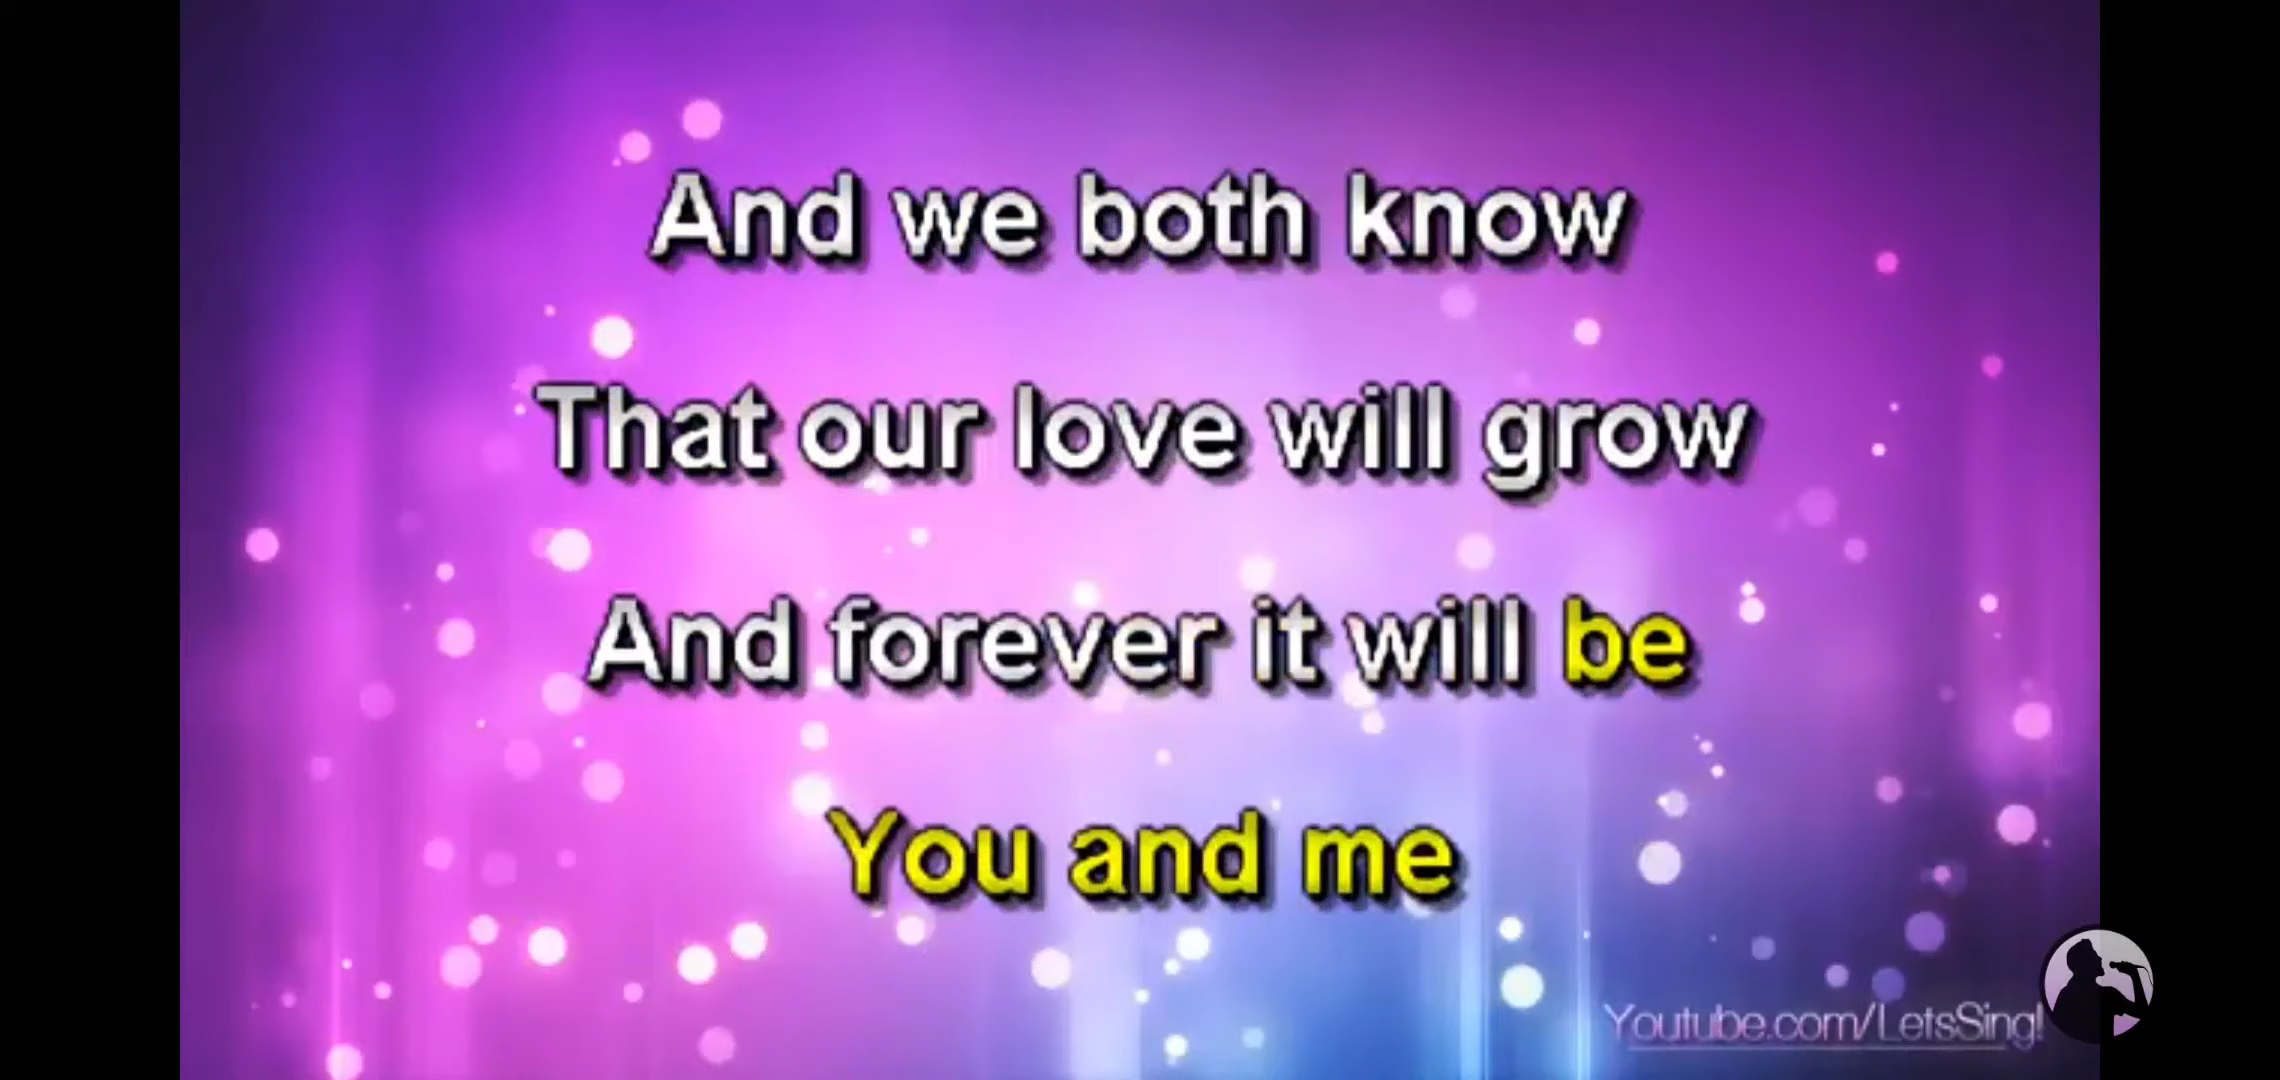 And we both know
That our love will grow
And forever it will be
You and me
Youtube.com/LetsSing!